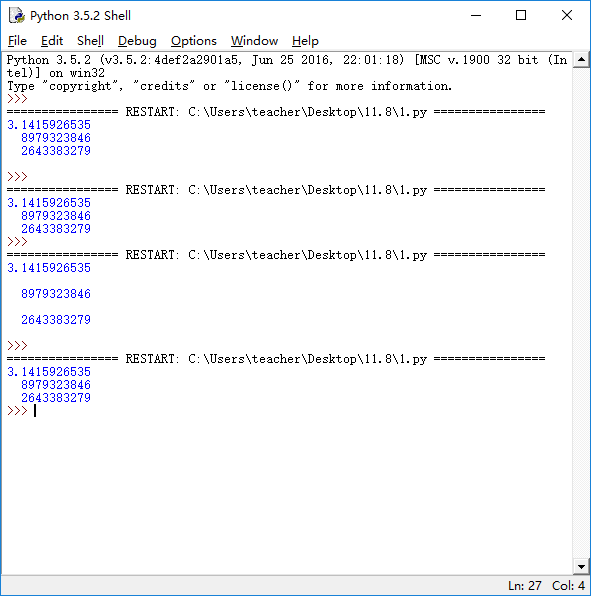 Python 3.5.2 Shell
File Edit Shell Debug Options Window Help
Python 3.5.2 (v3.5.2:4def2a2901a5, Jun 25 2016, 22:01:18) [MSC v.1900 32 bit (In
tel)] on win32
Type "copyright", "credits" or "license()" for more information.
>>>
================ RESTART: C:\Users\teacher\Desktop\11.8\1.py ================
3.1415926535
  8979323846
  2643383279

>>>
================ RESTART: C:\Users\teacher\Desktop\11.8\1.py ================
3.1415926535
  8979323846
  2643383279
>>>
================ RESTART: C:\Users\teacher\Desktop\11.8\1.py ================
3.1415926535

  8979323846

  2643383279

>>>
================ RESTART: C:\Users\teacher\Desktop\11.8\1.py ================
3.1415926535
  8979323846
  2643383279
>>>
Ln: 27 Col: 4